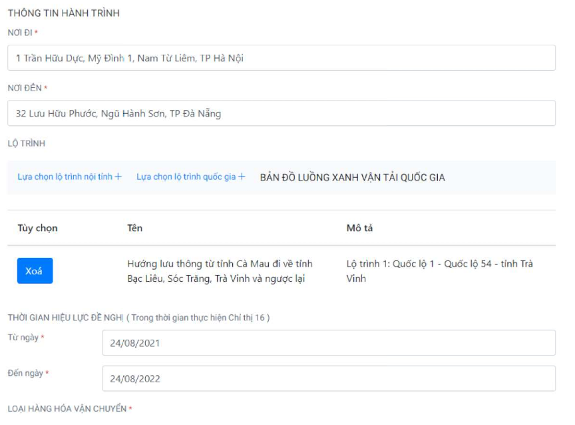 THÔNG TIN HÀNH TRÌNH
NƠI ĐI *
1 Trần Hữu Dực, Mỹ Đình 1, Nam Từ Liêm, TP Hà Nội
NƠI ĐẾN *
32 Lưu Hữu Phước, Ngũ Hành Sơn, TP Đà Nẵng
LỘ TRÌNH
Lựa chọn lộ trình nội tỉnh + Lựa chọn lộ trình quốc gia + BẢN ĐỒ LUỒNG XANH VẬN TẢI QUỐC GIA
Tùy chọn Tên Mô tả
Xoá Hướng lưu thông từ tỉnh Cà Mau đi về tỉnh Lộ trình 1: Quốc lộ 1 - Quốc lộ 54 - tỉnh Trà
Bạc Liêu, Sóc Trăng, Trà Vinh và ngược lại Vinh
THỜI GIAN HIỆU LỰC ĐỀ NGHỊ ( Trong thời gian thực hiện Chỉ thị 16 )
Từ ngày * 24/08/2021
Đến ngày * 24/08/2022
LOẠI HÀNG HÓA VẬN CHUYỂN *